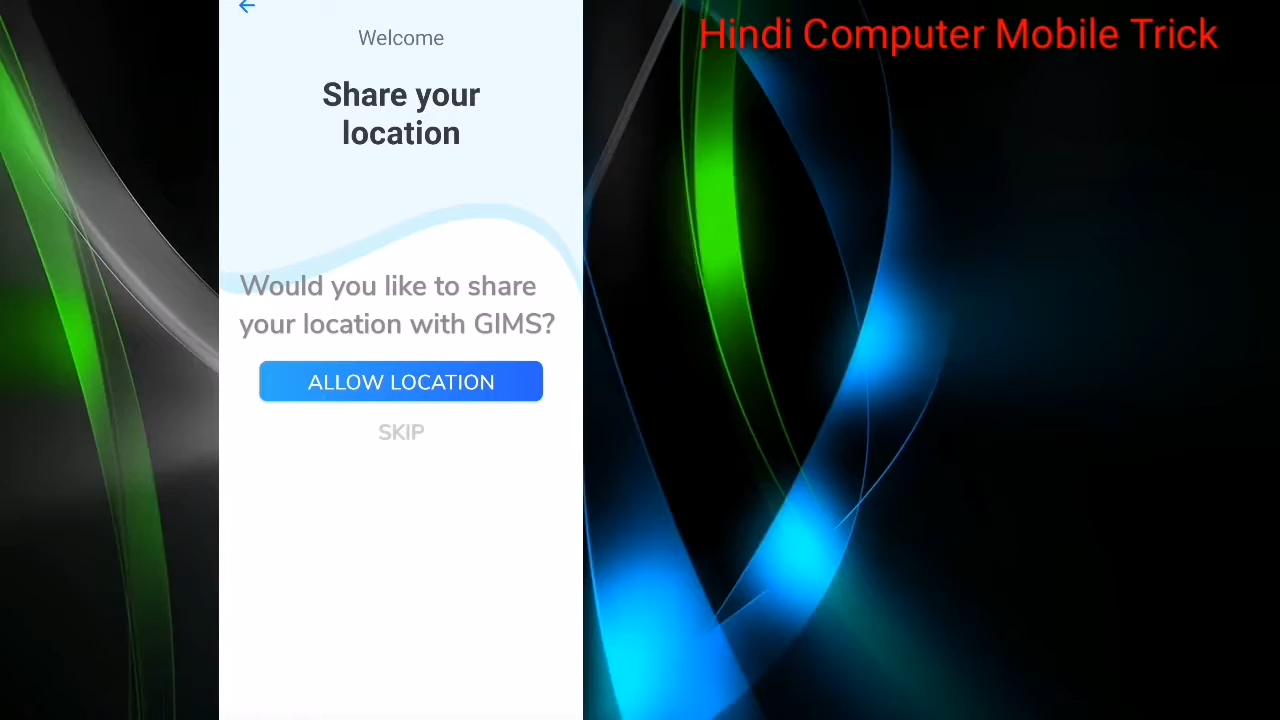 Hindi Computer Mobile Trick
Welcome
Share your
location
Would you like to share
your location with GIMS?
ALLOW LOCATION
SKIP